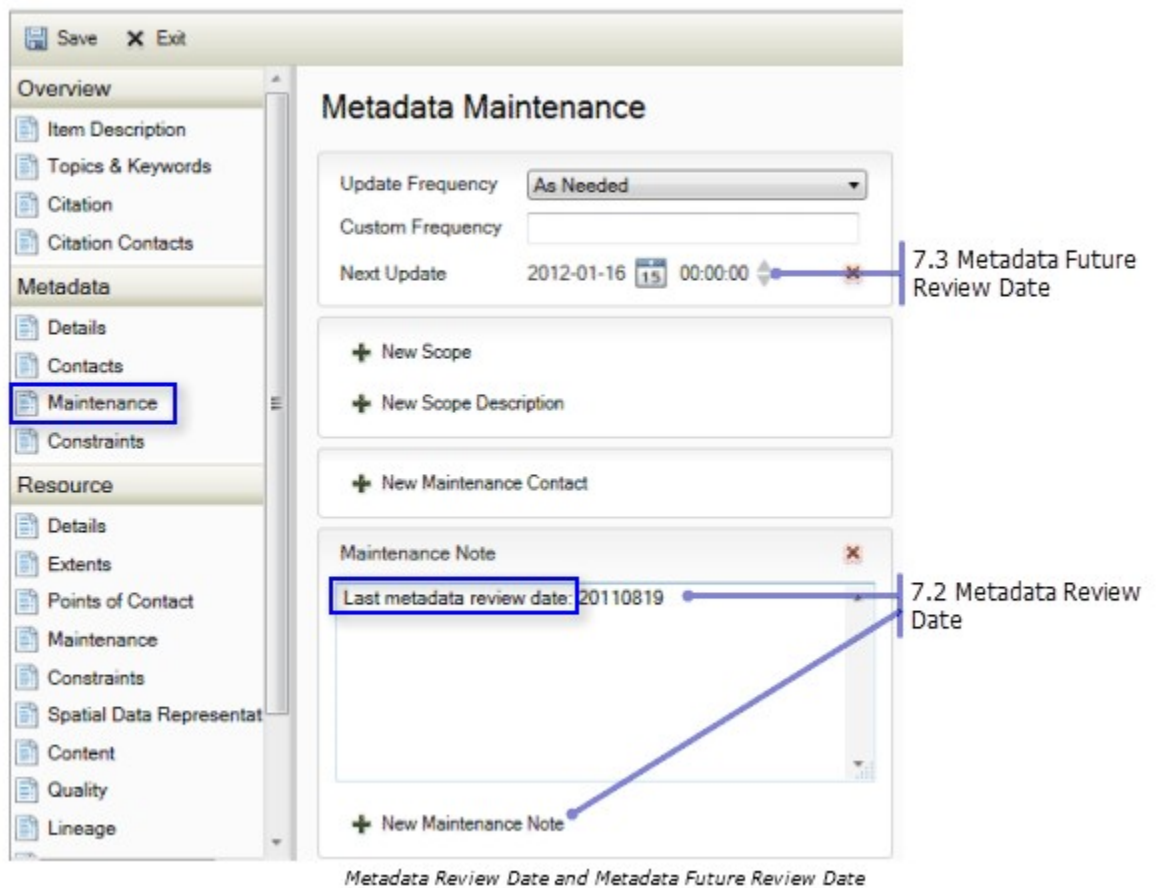 Save Exit
Overview
Item Description
Topics & Keywords
Citation
Citation Contacts
Metadata
Details
Contacts
Maintenance
Constraints
Resource
Details
Extents
Points of Contact
Maintenance
Constraints
Spatial Data Representat
Content
Quality
Lineage
Metadata Maintenance
Update Frequency As Needed
Custom Frequency
Next Update 2012-01-16 15 00:00:00
New Scope
New Scope Description
New Maintenance Contact
Maintenance Note
Last metadata review date: 20110819
New Maintenance Note
7.3 Metadata Future
Review Date
7.2 Metadata Review
Date
Metadata Review Date and Metadata Future Review Date